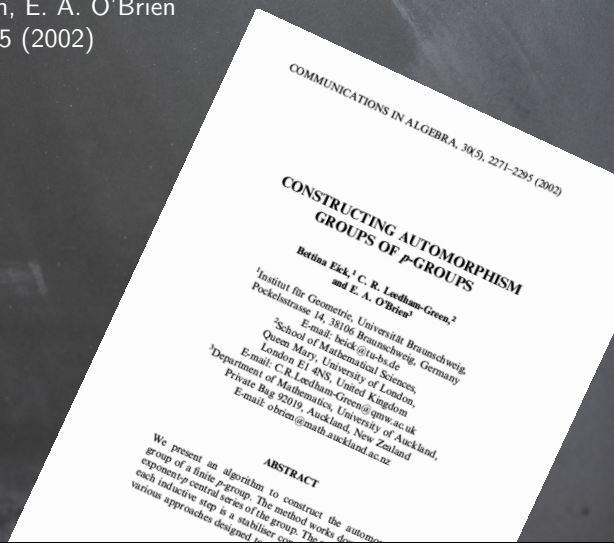 n, E. A. O'Brien
5 (2002)
COMMUNICATIONS IN ALGEBRA, 30(5), 2271–2295 (2002)
CONSTRUCTING AUTOMORPHISM
GROUPS OF p-GROUPS
Bettina Eick,¹ C. R. Leedham-Green,²
and E. A. O'Brien³
¹Institut für Geometrie, Universität Braunschweig,
Pockelsstrasse 14, 38106 Braunschweig, Germany
E-mail: beick@tu-bs.de
²School of Mathematical Sciences,
Queen Mary, University of London,
London E1 4NS, United Kingdom
E-mail: C.R.Leedham-Green@qmw.ac.uk
³Department of Mathematics, University of Auckland,
Private Bag 92019, Auckland, New Zealand
E-mail: obrien@math.auckland.ac.nz
ABSTRACT
We present an algorithm to construct the automo
group of a finite p-group. The method works do
exponent-p central series of the group. The
each inductive step is a stabiliser co
various approaches designed t